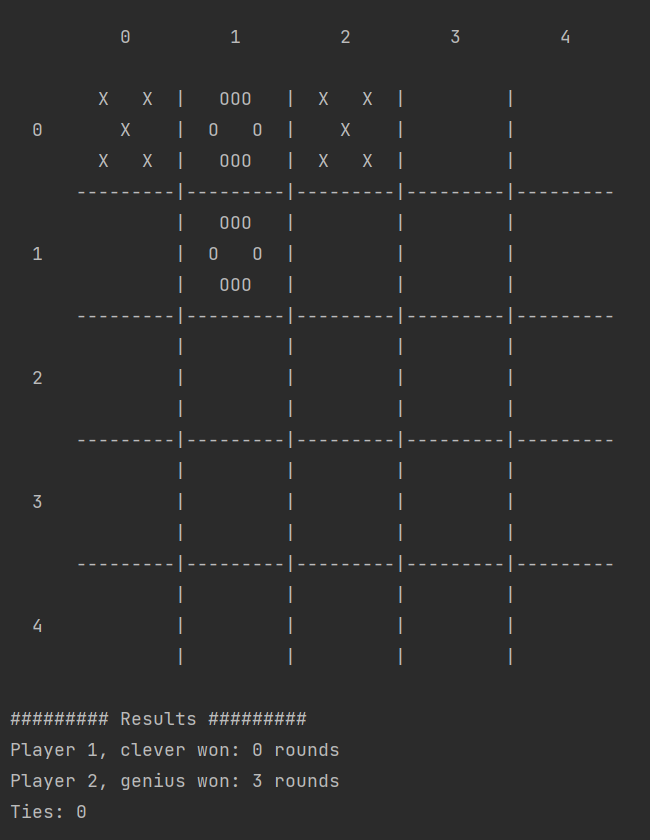 0         1         2         3         4

          X   X  |   OOO   |  X   X  |         |
    0       X    |  O   O  |    X    |         |
          X   X  |   OOO   |  X   X  |         |
        ---------|---------|---------|---------|---------
                 |   OOO   |         |         |
    1            |  O   O  |         |         |
                 |   OOO   |         |         |
        ---------|---------|---------|---------|---------
                 |         |         |         |
    2            |         |         |         |
                 |         |         |         |
        ---------|---------|---------|---------|---------
                 |         |         |         |
    3            |         |         |         |
                 |         |         |         |
        ---------|---------|---------|---------|---------
                 |         |         |         |
    4            |         |         |         |
                 |         |         |         |

######### Results #########
Player 1, clever won: 0 rounds
Player 2, genius won: 3 rounds
Ties: 0